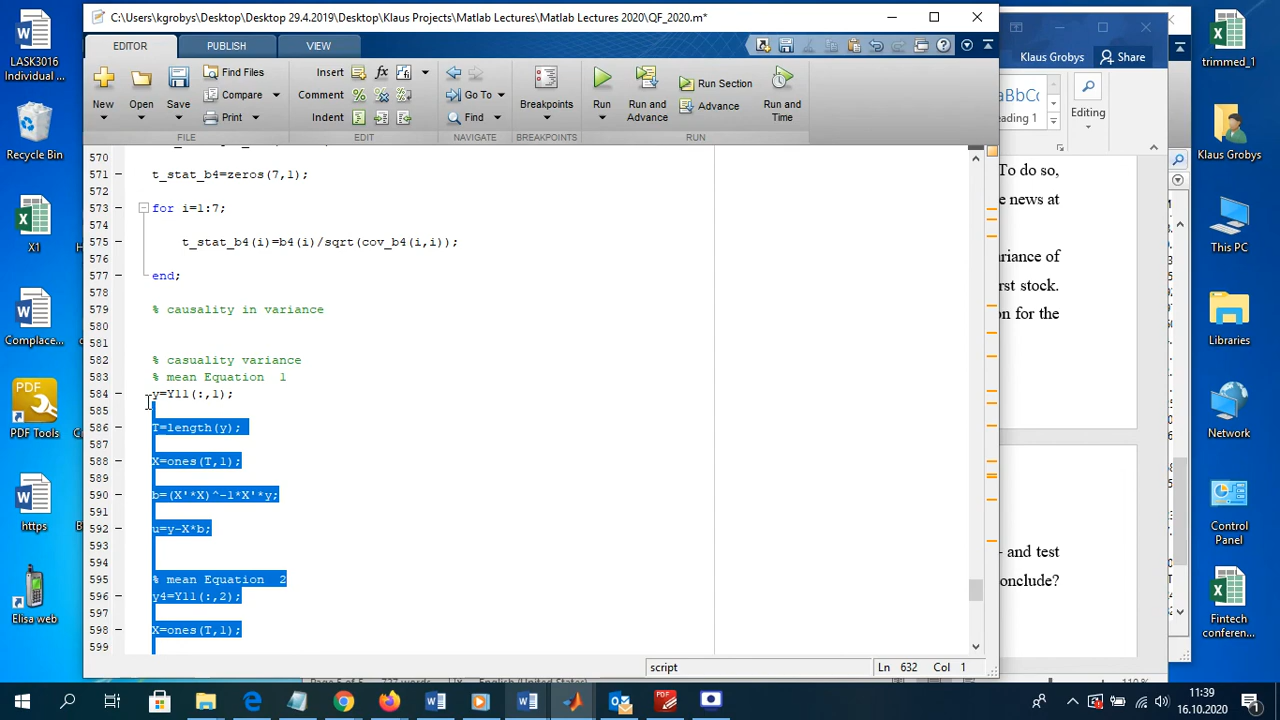 C:\Users\kgrobys\Desktop\Desktop 29.4.2019\Desktop\Klaus Projects\Matlab Lectures\Matlab Lectures 2020\QF_2020.m*
EDITOR PUBLISH VIEW
New Open Save
Find Files
Compare
Print
FILE
Insert
Comment
Indent
EDIT
Go To
Find
NAVIGATE
Breakpoints
BREAKPOINTS
Run
Run and Advance
Run Section
Advance
Run and Time
RUN
Klaus Grobys Share
aBbCc
eading 1
Editing
570
571 t_stat_b4=zeros(7,1);
572
573 for i=1:7;
574
575 t_stat_b4(i)=b4(i)/sqrt(cov_b4(i,i));
576
577 end;
578
579 % causality in variance
580
581
582 % casuality variance
583 % mean Equation 1
584 y=Y11(:,1);
585
586 T=length(y);
587
588 X=ones(T,1);
589
590 b=(X'*X)^-1*X'*y;
591
592 u=y-X*b;
593
594
595 % mean Equation 2
596 y4=Y11(:,2);
597
598 X=ones(T,1);
599
script
Ln 632 Col 1
To do so,
e news at
riance of
rst stock.
on for the
- and test
onclude?
LASK3016 Individual ...
Recycle Bin
X1
Complace...
PDF
PDF Tools
https
Elisa web
trimmed_1
Klaus Grobys
This PC
Libraries
Network
Control Panel
Fintech conferen...
11:39
16.10.2020